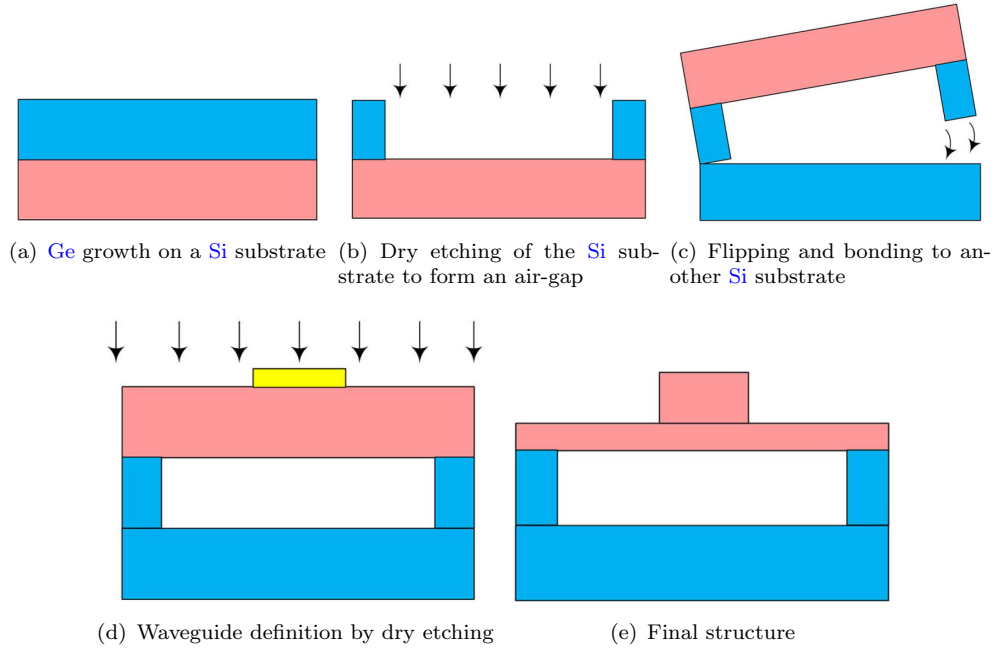 (a) Ge growth on a Si substrate
(b) Dry etching of the Si sub-
strate to form an air-gap
(c) Flipping and bonding to an-
other Si substrate
(d) Waveguide definition by dry etching
(e) Final structure